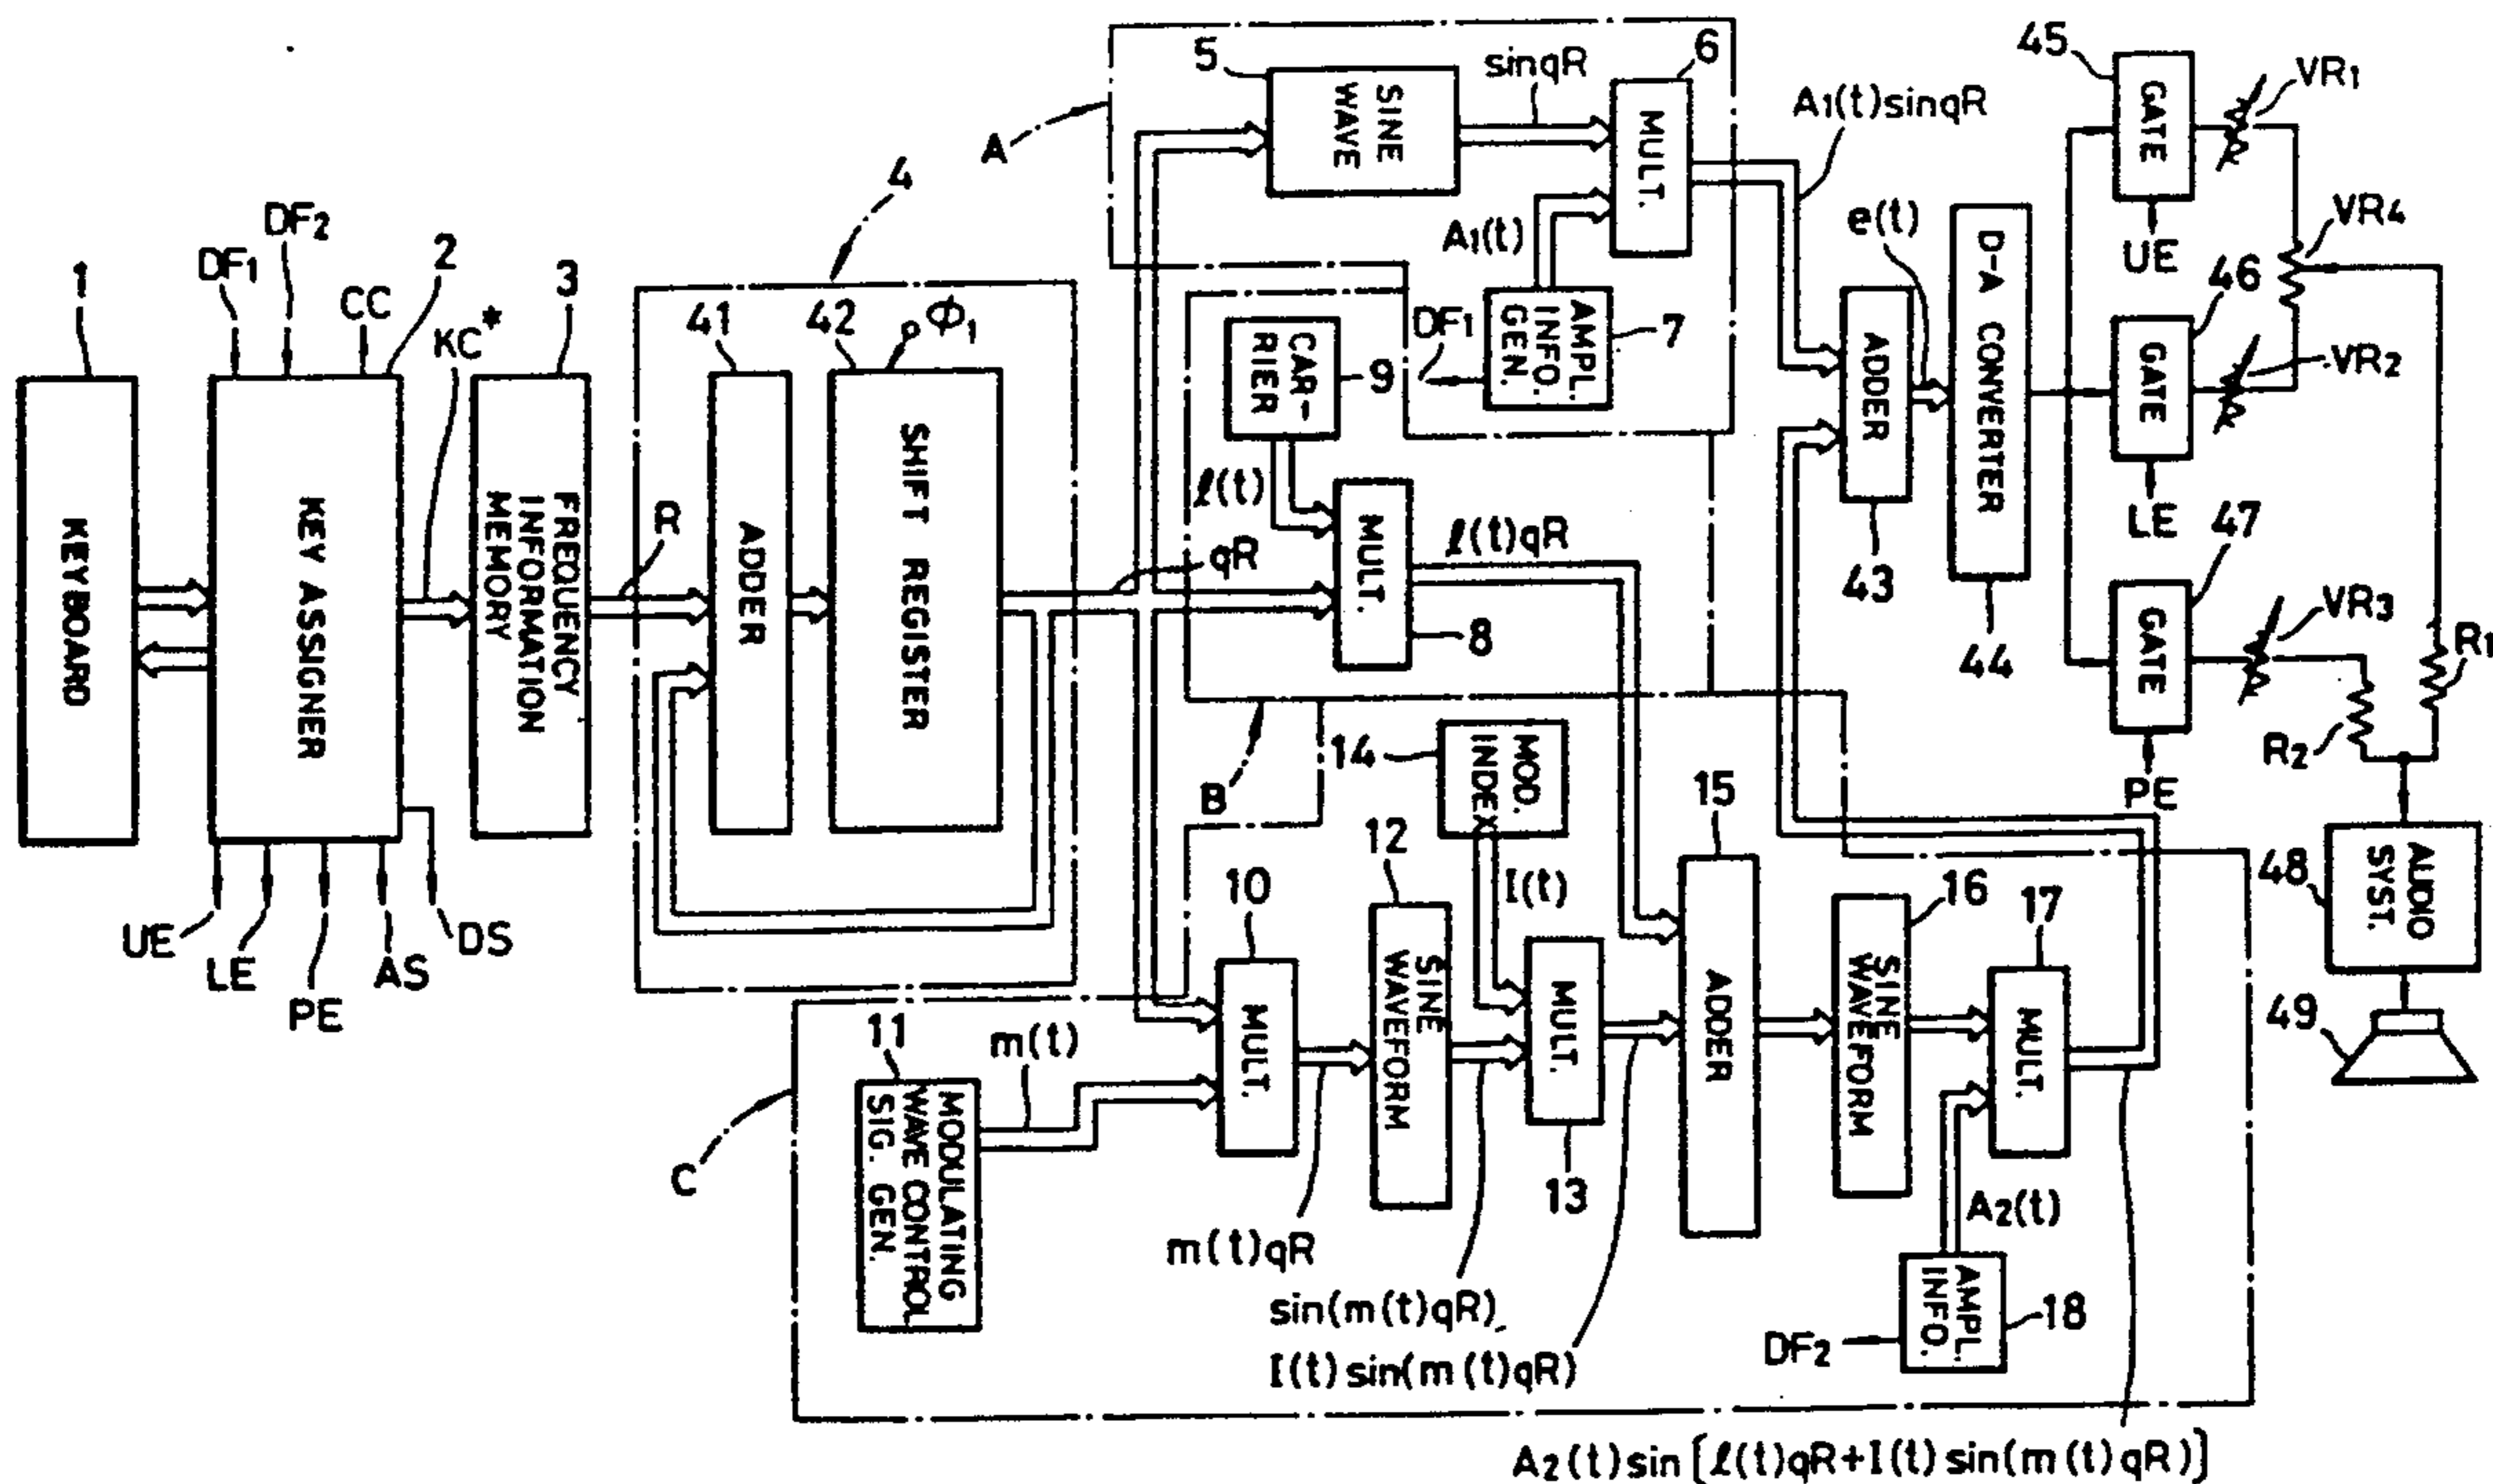 1
KEYBOARD
DF1
DF2
CC
2
KEY ASSIGNER
KC*
UE
LE
PE
AS
DS
3
FREQUENCY
INFORMATION
MEMORY
R
4
41
ADDER
42
Φ1
SHIFT REGISTER
qR
A
5
SINE
WAVE
sinqR
6
MULT.
A1(t)sinqR
A1(t)
DF1
AMPL.
INFO.
GEN.
7
CAR-
RIER
9
ℓ(t)
MULT.
8
ℓ(t)qR
B
C
11
MODULATING
WAVE CONTROL
SIG. GEN.
m(t)
10
MULT.
m(t)qR
12
SINE
WAVEFORM
sin(m(t)qR)
14
MOD.
INDEX
I(t)
MULT.
13
I(t)sin(m(t)qR)
15
ADDER
16
SINE
WAVEFORM
17
MULT.
A2(t)
AMPL.
INFO.
18
DF2
A2(t)sin[ℓ(t)qR+I(t)sin(m(t)qR)]
ADDER
43
e(t)
D-A CONVERTER
44
45
GATE
UE
VR1
46
GATE
LE
VR2
VR4
47
GATE
PE
VR3
R1
R2
48
AUDIO
SYST.
49